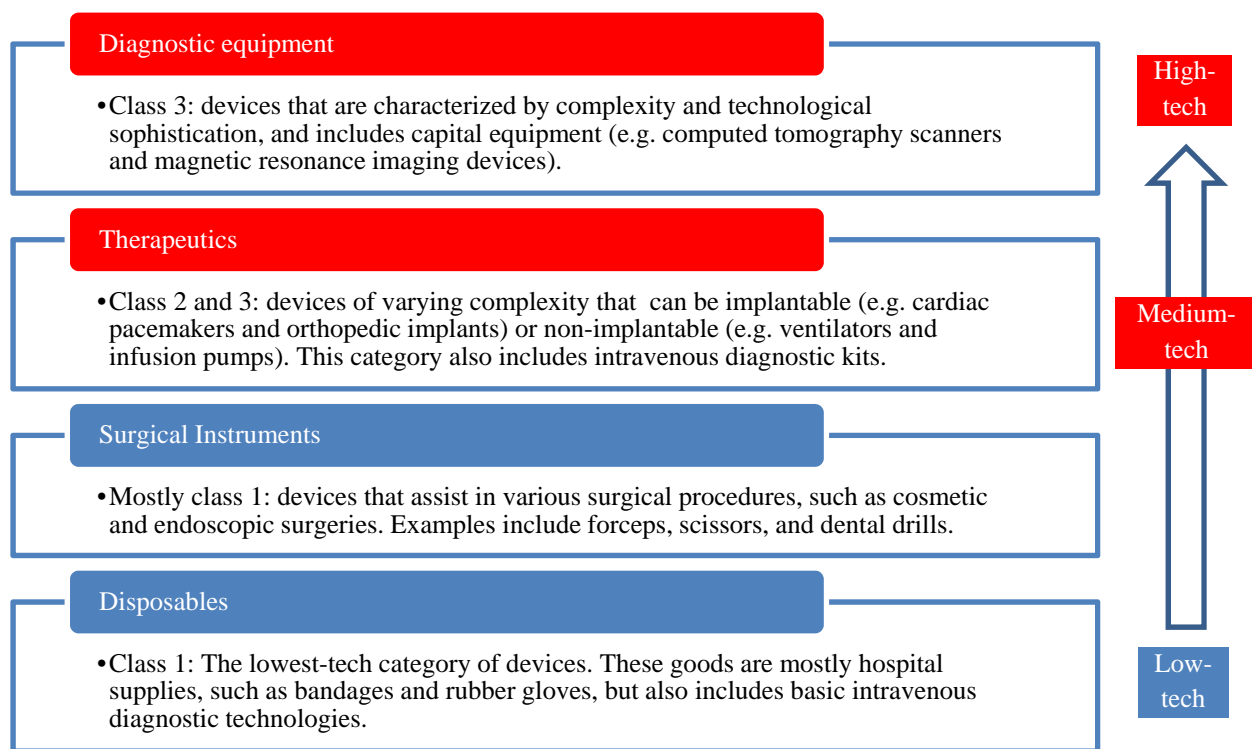 Diagnostic equipment
•Class 3: devices that are characterized by complexity and technological
sophistication, and includes capital equipment (e.g. computed tomography scanners
and magnetic resonance imaging devices).
High-
tech
Therapeutics
•Class 2 and 3: devices of varying complexity that  can be implantable (e.g. cardiac
pacemakers and orthopedic implants) or non-implantable (e.g. ventilators and
infusion pumps). This category also includes intravenous diagnostic kits.
Medium-
tech
Surgical Instruments
•Mostly class 1: devices that assist in various surgical procedures, such as cosmetic
and endoscopic surgeries. Examples include forceps, scissors, and dental drills.
Disposables
•Class 1: The lowest-tech category of devices. These goods are mostly hospital
supplies, such as bandages and rubber gloves, but also includes basic intravenous
diagnostic technologies.
Low-
tech